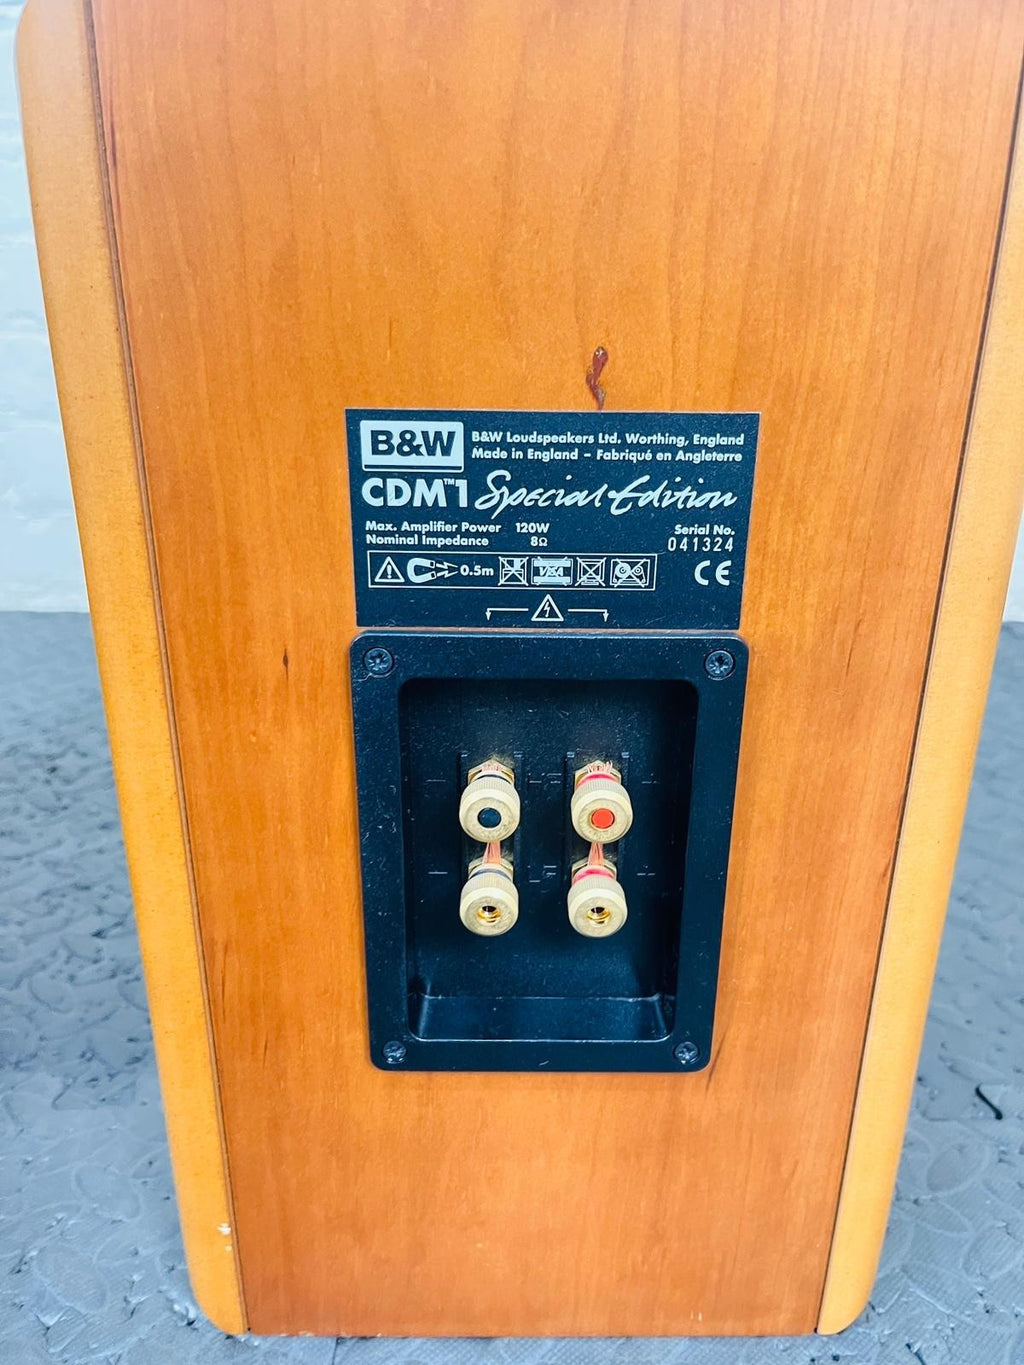 B&W
B&W Loudspeakers Ltd. Worthing, England
Made in England – Fabriqué en Angleterre
CDM™1 Special Edition
Max. Amplifier Power 120W
Nominal Impedance 8Ω
Serial No.
041324
0.5m
VISA
CE
− +
− +